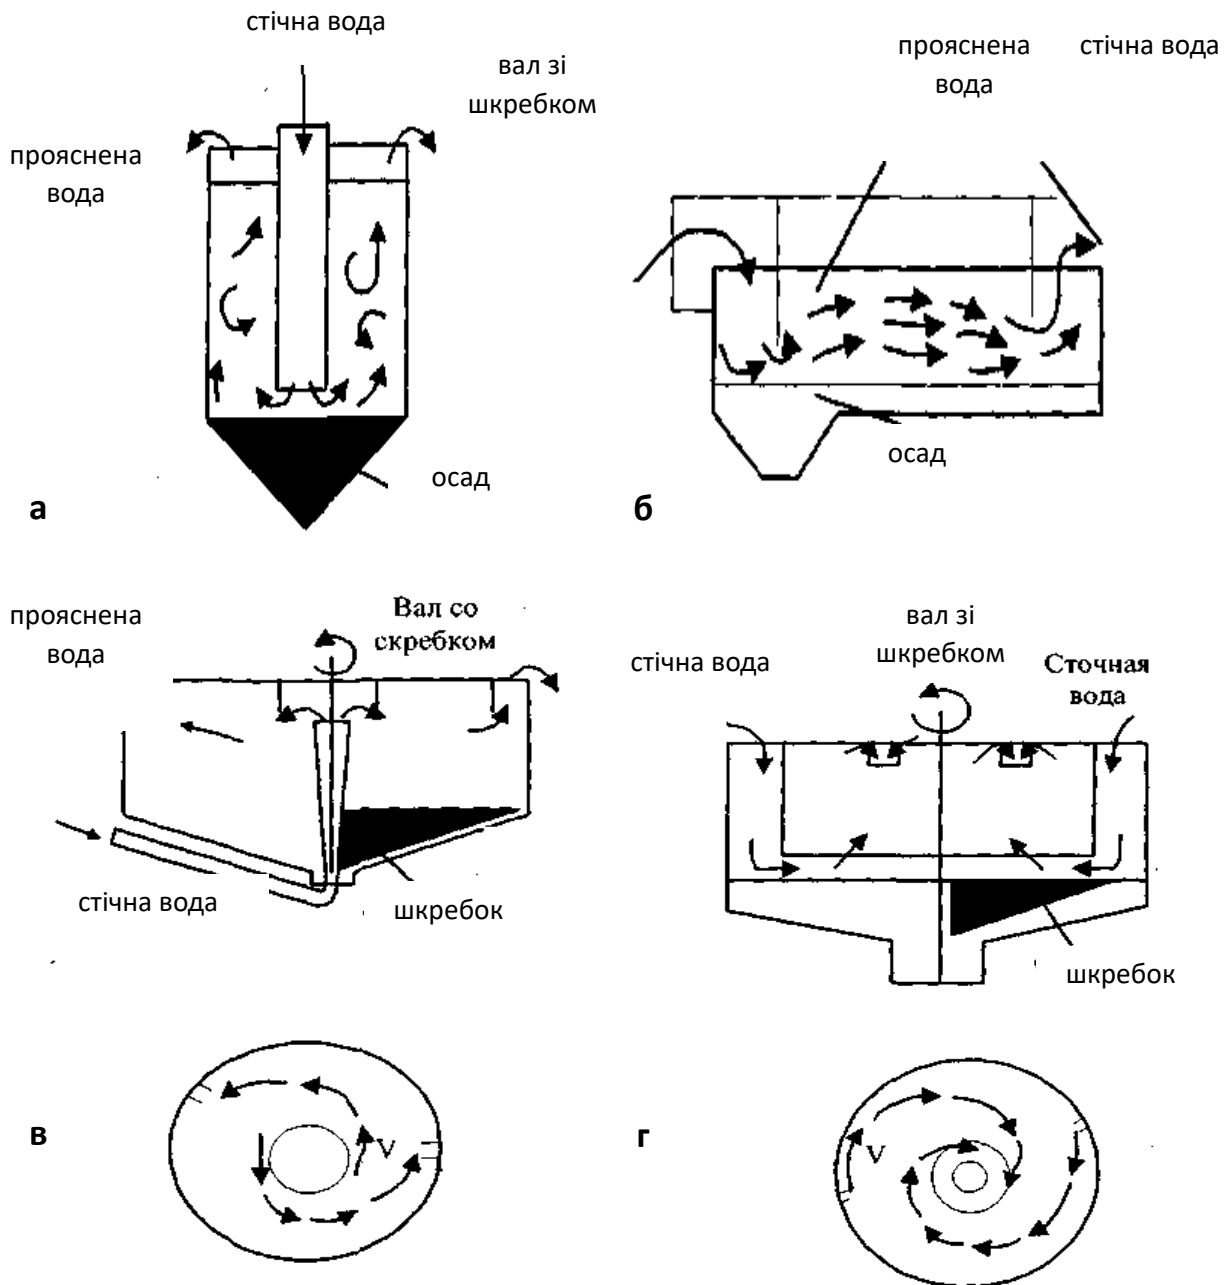 стічна вода
вал зі
шкребком
прояснена
вода
осад
а
прояснена
вода
стічна вода
осад
б
прояснена
вода
Вал со
скребком
стічна вода
шкребок
V
в
стічна вода
вал зі
шкребком
Сточная
вода
шкребок
V
г